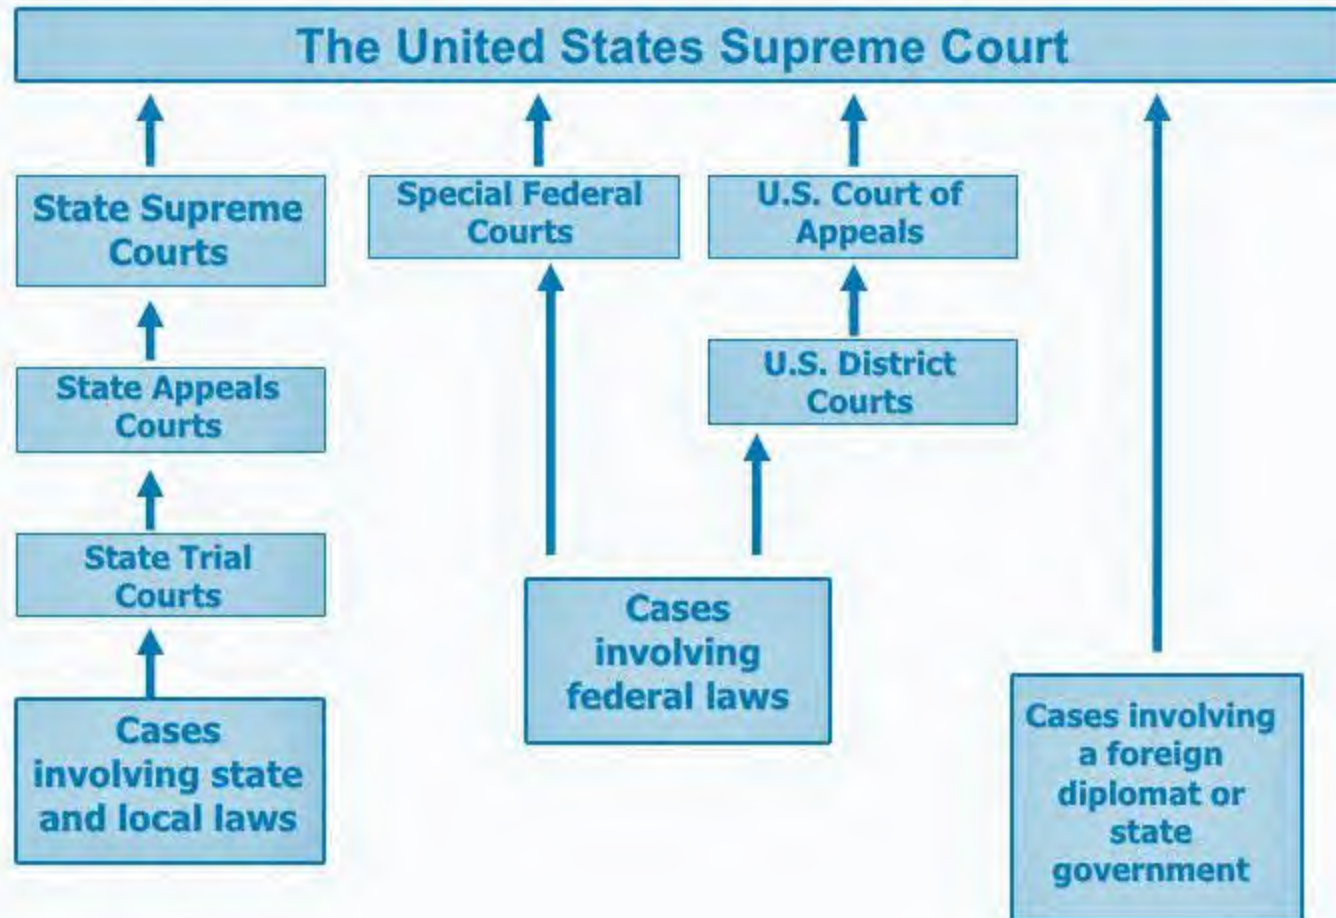 The United States Supreme Court
State Supreme
Courts
Special Federal
Courts
U.S. Court of
Appeals
State Appeals
Courts
U.S. District
Courts
State Trial
Courts
Cases
involving
federal laws
Cases
involving state
and local laws
Cases involving
a foreign
diplomat or
state
government